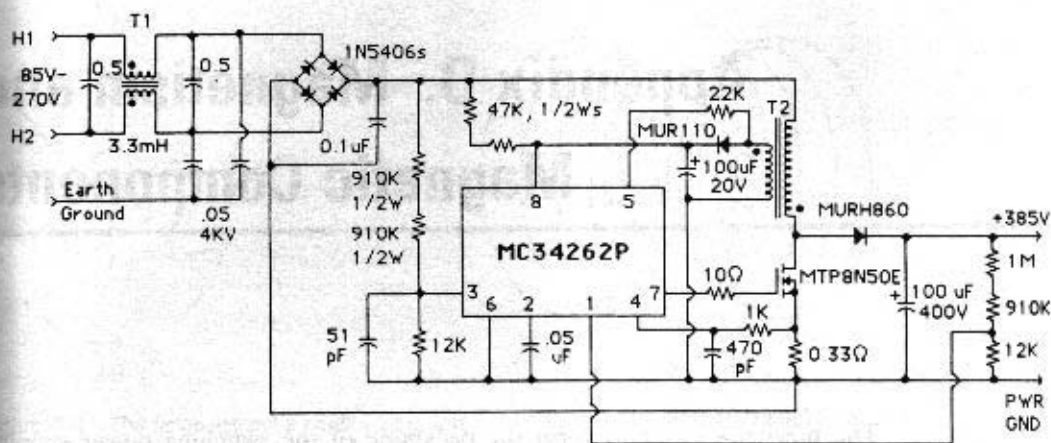 T1
H1
0.5
85V-
270V
0.5
H2
3.3mH
Earth
Ground
.05
4KV
1N5406s
0.1uF
47K, 1/2Ws
22K
T2
MUR110
100uF
20V
+
910K
1/2W
910K
1/2W
8
5
MC34262P
3
6
2
1
4
7
10Ω
MURH860
MTP8N50E
+385V
1M
+
100 uF
400V
910K
12K
51
pF
12K
.05
uF
470
pF
1K
0.33Ω
PWR
GND